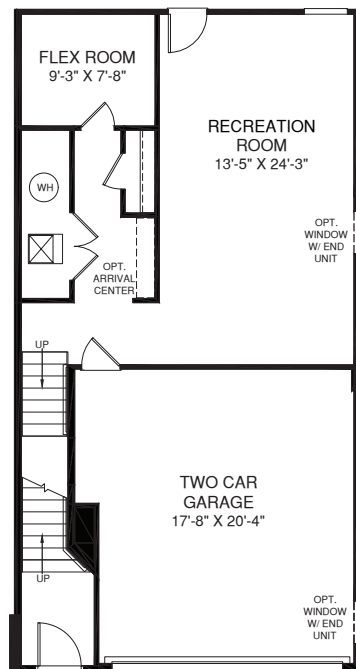 FLEX ROOM
9'-3" X 7'-8"
RECREATION
ROOM
13'-5" X 24'-3"
WH
OPT.
WINDOW
W/ END
UNIT
OPT.
ARRIVAL
CENTER
UP
TWO CAR
GARAGE
17'-8" X 20'-4"
UP
OPT.
WINDOW
W/ END
UNIT